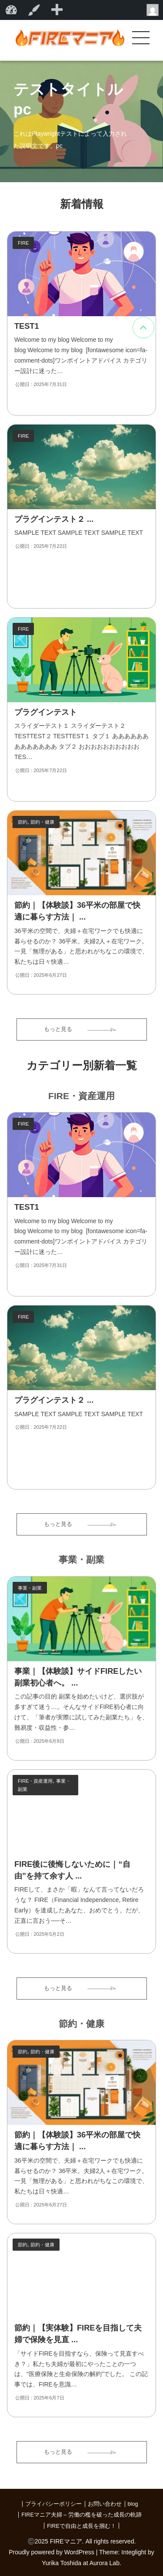 FIREマニア
テストタイトル
pc
これはPlaywrightテストによって入力され
た説明文です。pc
新着情報
FIRE
TEST1
Welcome to my blog Welcome to my
blog Welcome to my blog [fontawesome icon=fa-
comment-dots]ワンポイントアドバイス カテゴリ
ー設計に迷った…
公開日 : 2025年7月31日
FIRE
プラグインテスト２ ...
SAMPLE TEXT SAMPLE TEXT SAMPLE TEXT
公開日 : 2025年7月22日
FIRE
プラグインテスト
スライダーテスト１ スライダーテスト２
TESTTEST２ TESTTEST１ タブ１ ああああああ
あああああああ タブ２ おおおおおおおおおお
TES…
公開日 : 2025年7月22日
節約, 節約・健康
節約｜【体験談】36平米の部屋で快
適に暮らす方法｜ ...
36平米の空間で、夫婦＋在宅ワークでも快適に
暮らせるのか？ 36平米。夫婦2人＋在宅ワーク。
一見「無理がある」と思われがちなこの環境で、
私たちは日々快適…
公開日 : 2025年6月27日
もっと見る
カテゴリー別新着一覧
FIRE・資産運用
FIRE
TEST1
Welcome to my blog Welcome to my
blog Welcome to my blog [fontawesome icon=fa-
comment-dots]ワンポイントアドバイス カテゴリ
ー設計に迷った…
公開日 : 2025年7月31日
FIRE
プラグインテスト２ ...
SAMPLE TEXT SAMPLE TEXT SAMPLE TEXT
公開日 : 2025年7月22日
もっと見る
事業・副業
事業・副業
事業｜【体験談】サイドFIREしたい
副業初心者へ。 ...
この記事の目的 副業を始めたいけど、選択肢が
多すぎて迷う…。そんなサイドFIRE初心者に向
けて、「筆者が実際に試してみた副業たち」を、
難易度・収益性・参…
公開日 : 2025年6月9日
FIRE・資産運用, 事業・
副業
FIRE後に後悔しないために｜“自
由”を持て余す人 ...
FIREして、まさか「暇」なんて言ってないだろ
うな？ FIRE（Financial Independence, Retire
Early）を達成したあなた、おめでとう。だが、
正直に言おう──そ…
公開日 : 2025年5月2日
もっと見る
節約・健康
節約, 節約・健康
節約｜【体験談】36平米の部屋で快
適に暮らす方法｜ ...
36平米の空間で、夫婦＋在宅ワークでも快適に
暮らせるのか？ 36平米。夫婦2人＋在宅ワーク。
一見「無理がある」と思われがちなこの環境で、
私たちは日々快適…
公開日 : 2025年6月27日
節約, 節約・健康
節約｜【実体験】FIREを目指して夫
婦で保険を見直 ...
「サイドFIREを目指すなら、保険って見直すべ
き？」私たち夫婦が最初にやったことの一つ
は、“医療保険と生命保険の解約”でした。 この記
事では、FIREを意識…
公開日 : 2025年6月7日
もっと見る
| プライバシーポリシー | お問い合わせ | blog
| FIREマニア夫婦 – 労働の檻を破った成長の軌跡
| FIREで自由と成長を掴む！ |
©2025 FIREマニア. All rights reserved.
Proudly powered by WordPress | Theme: Integlight by
Yurika Toshida at Aurora Lab.